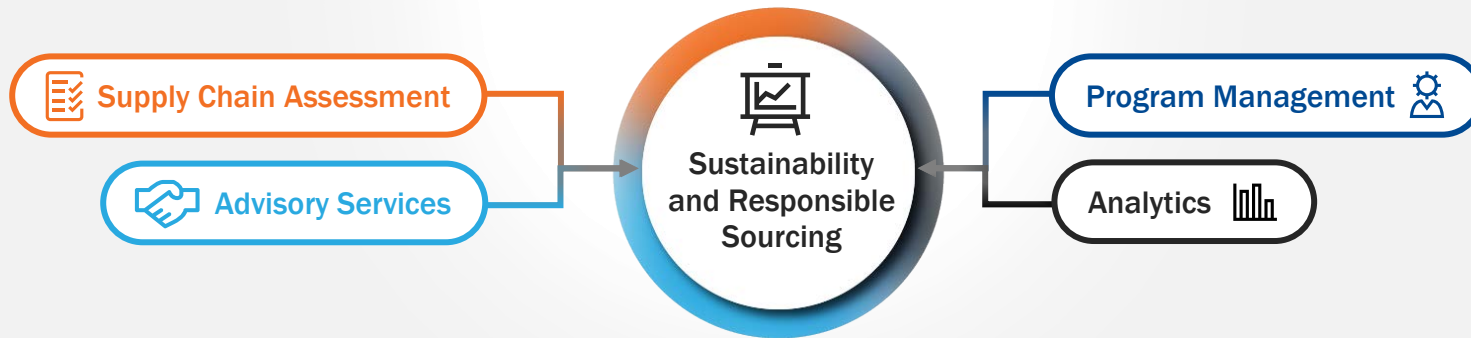 Supply Chain Assessment
Advisory Services
Sustainability
and Responsible
Sourcing
Program Management
Analytics